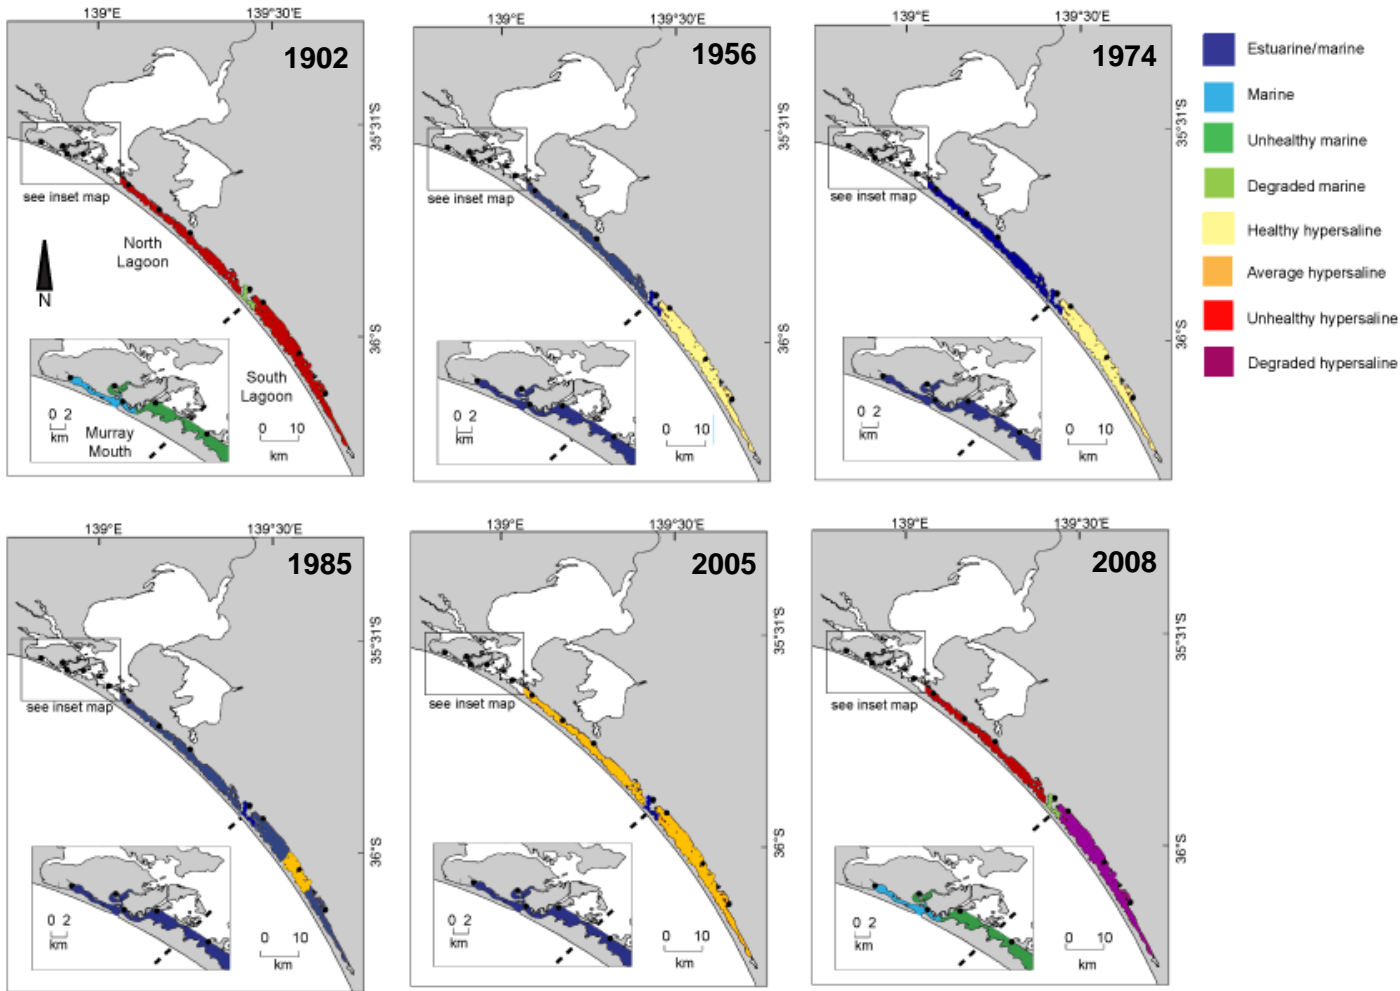 139°E 139°30'E
1902
35°31'S
see inset map
North
Lagoon
N
36°S
South
Lagoon
0 2
km
Murray
Mouth
0 10
km
139°E 139°30'E
1956
35°31'S
see inset map
36°S
0 2
km
0 10
km
139°E 139°30'E
1974
35°31'S
see inset map
36°S
0 2
km
0 10
km
Estuarine/marine
Marine
Unhealthy marine
Degraded marine
Healthy hypersaline
Average hypersaline
Unhealthy hypersaline
Degraded hypersaline
139°E 139°30'E
1985
35°31'S
see inset map
36°S
0 2
km
0 10
km
139°E 139°30'E
2005
35°31'S
see inset map
36°S
0 2
km
0 10
km
139°E 139°30'E
2008
35°31'S
see inset map
36°S
0 2
km
0 10
km